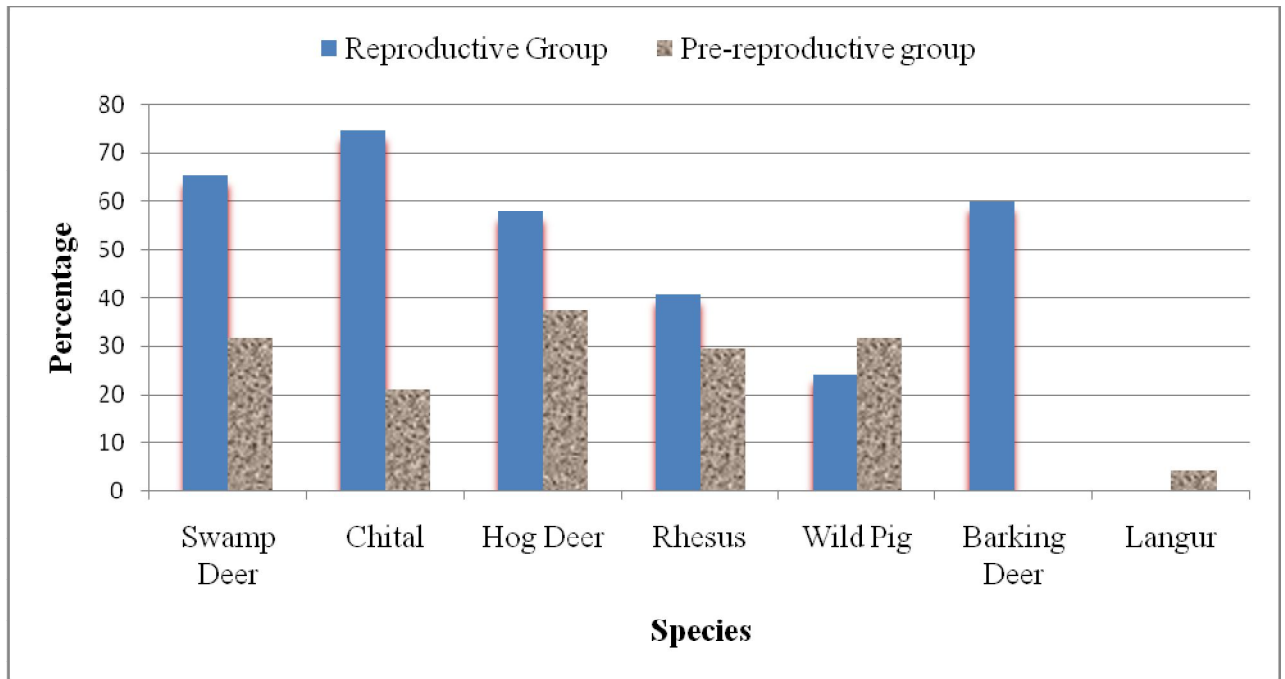 Reproductive Group Pre-reproductive group
80
70
60
50
40
30
20
10
0
Percentage
Swamp Deer
Chital
Hog Deer
Rhesus
Wild Pig
Barking Deer
Langur
Species